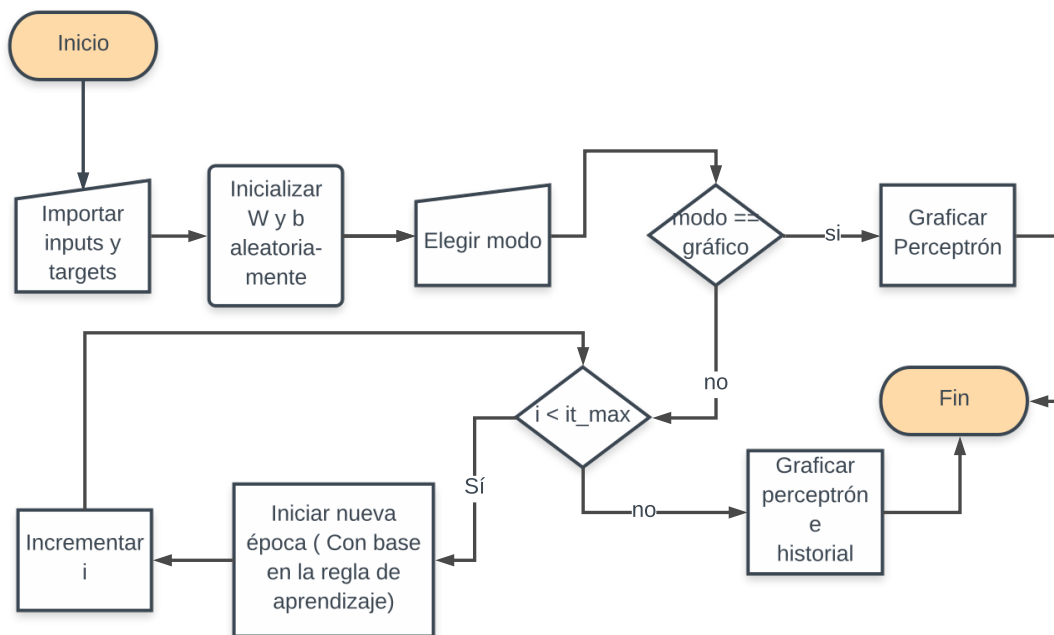 Inicio
Importar
inputs y
targets
Inicializar
W y b
aleatoria-
mente
Elegir modo
modo ==
gráfico
si
Graficar
Perceptrón
no
i < it_max
Fin
Sí
no
Graficar
perceptrón
e
historial
Iniciar nueva
época ( Con base
en la regla de
aprendizaje)
Incrementar
i